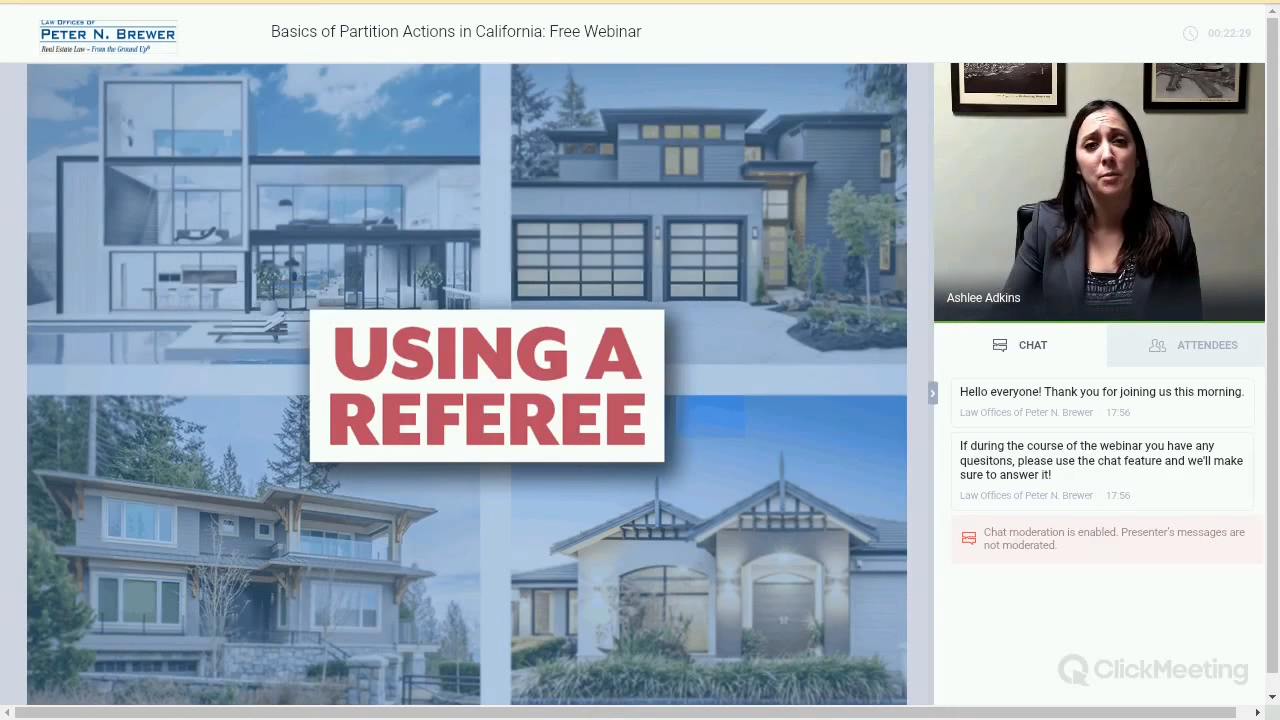 LAW OFFICES OF
PETER N. BREWER
Real Estate Law – From the Ground Up®
Basics of Partition Actions in California: Free Webinar
00:22:29
USING A
REFEREE
Ashlee Adkins
CHAT
ATTENDEES
Hello everyone! Thank you for joining us this morning.
Law Offices of Peter N. Brewer 17:56
If during the course of the webinar you have any
quesitons, please use the chat feature and we'll make
sure to answer it!
Law Offices of Peter N. Brewer 17:56
Chat moderation is enabled. Presenter's messages are
not moderated.
ClickMeeting